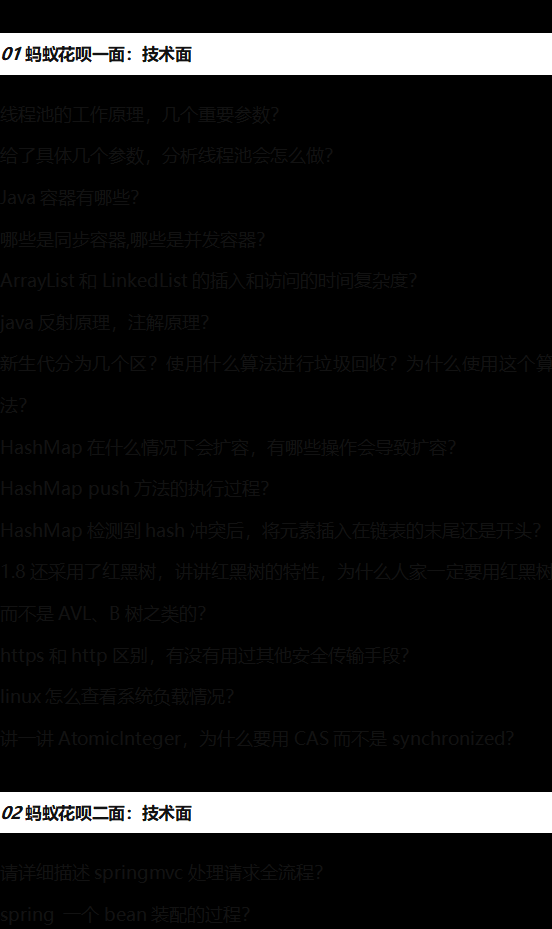 01 蚂蚁花呗一面：技术面
线程池的工作原理，几个重要参数？
给了具体几个参数，分析线程池会怎么做？
Java 容器有哪些？
哪些是同步容器,哪些是并发容器？
ArrayList 和 LinkedList 的插入和访问的时间复杂度？
java 反射原理，注解原理？
新生代分为几个区？使用什么算法进行垃圾回收？为什么使用这个算
法？
HashMap 在什么情况下会扩容，有哪些操作会导致扩容？
HashMap push 方法的执行过程？
HashMap 检测到 hash 冲突后，将元素插入在链表的末尾还是开头？
1.8 还采用了红黑树，讲讲红黑树的特性，为什么人家一定要用红黑树
而不是 AVL、B 树之类的？
https 和 http 区别，有没有用过其他安全传输手段？
linux 怎么查看系统负载情况？
讲一讲 AtomicInteger，为什么要用 CAS 而不是 synchronized？
02 蚂蚁花呗二面：技术面
请详细描述 springmvc 处理请求全流程？
spring 一个 bean 装配的过程？